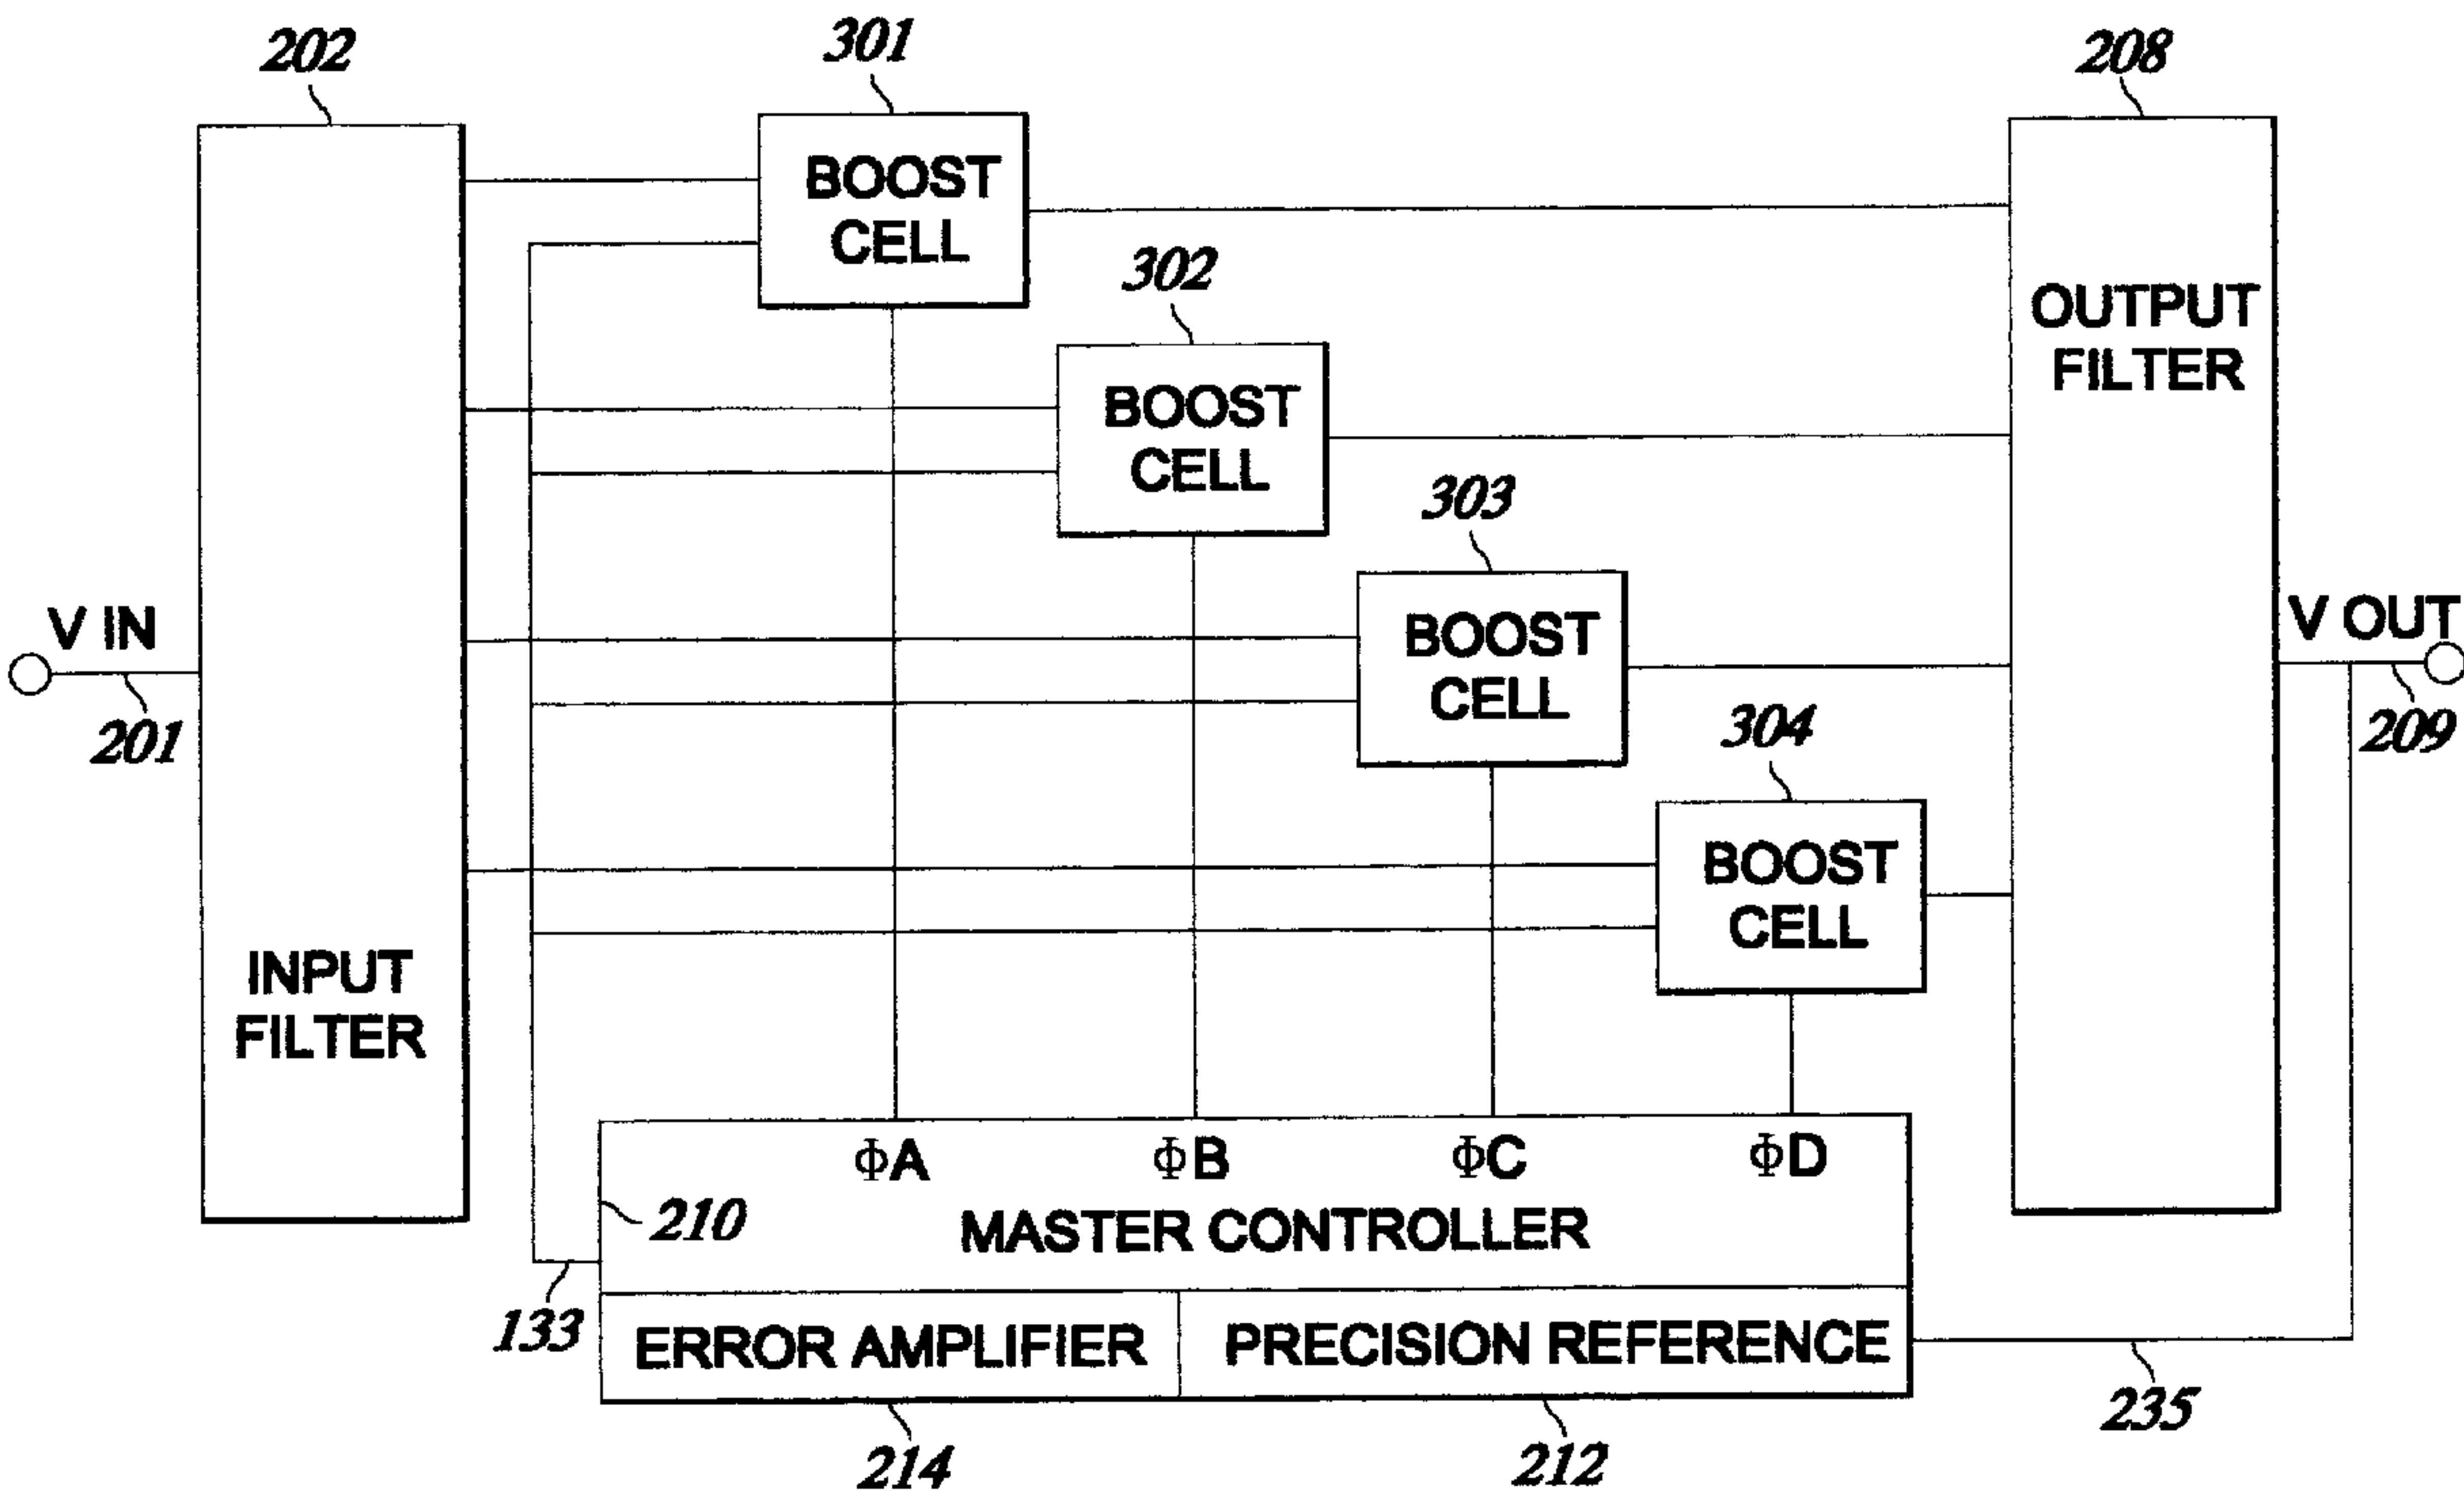 202
301
208
BOOST
CELL
302
OUTPUT
FILTER
BOOST
CELL
303
V IN
BOOST
CELL
V OUT
201
304
209
BOOST
CELL
INPUT
FILTER
ΦA
ΦB
ΦC
ΦD
210
MASTER CONTROLLER
133
ERROR AMPLIFIER
PRECISION REFERENCE
235
214
212